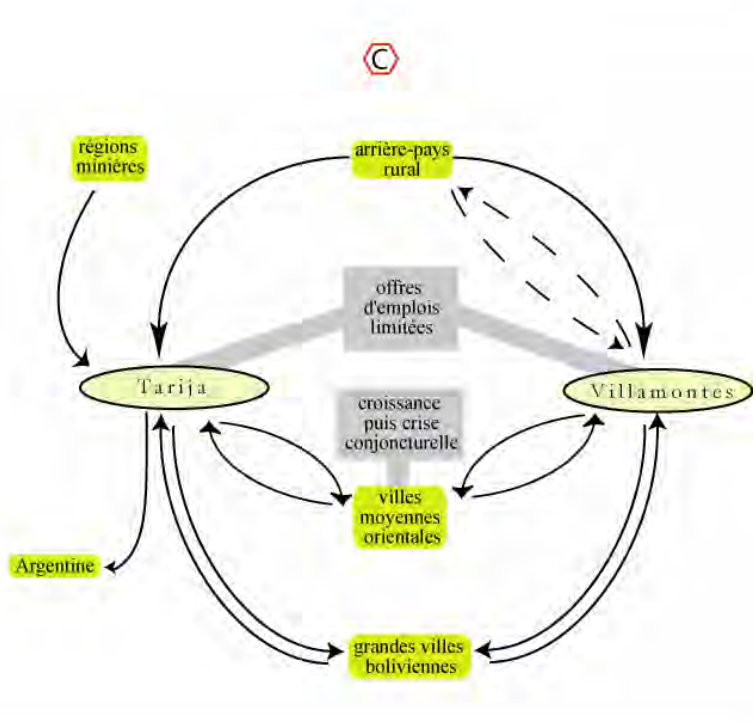 C
régions
minières
arrière-pays
rural
offres
d'emplois
limitées
Tarija
Villamontes
croissance
puis crise
conjoncturelle
villes
moyennes
orientales
Argentine
grandes villes
boliviennes